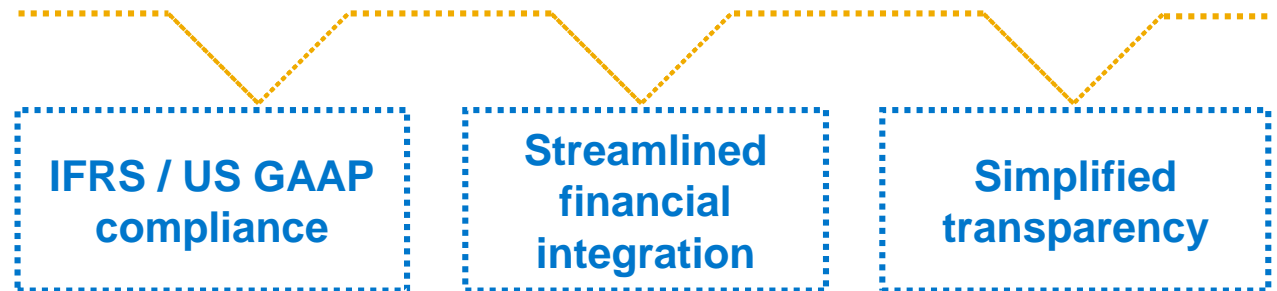 IFRS / US GAAP
compliance
Streamlined
financial
integration
Simplified
transparency